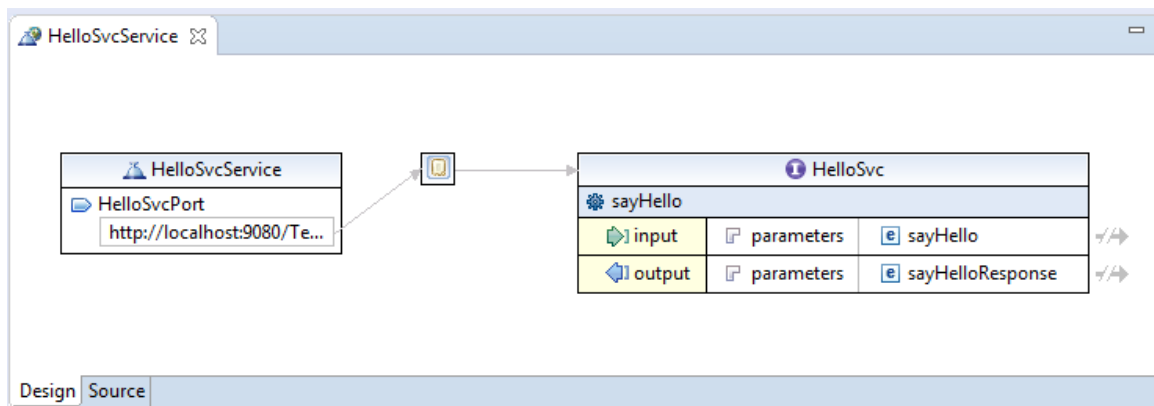 HelloSvcService
HelloSvcService
HelloSvcPort
http://localhost:9080/Te...
HelloSvc
sayHello
input parameters e sayHello
output parameters e sayHelloResponse
Design Source